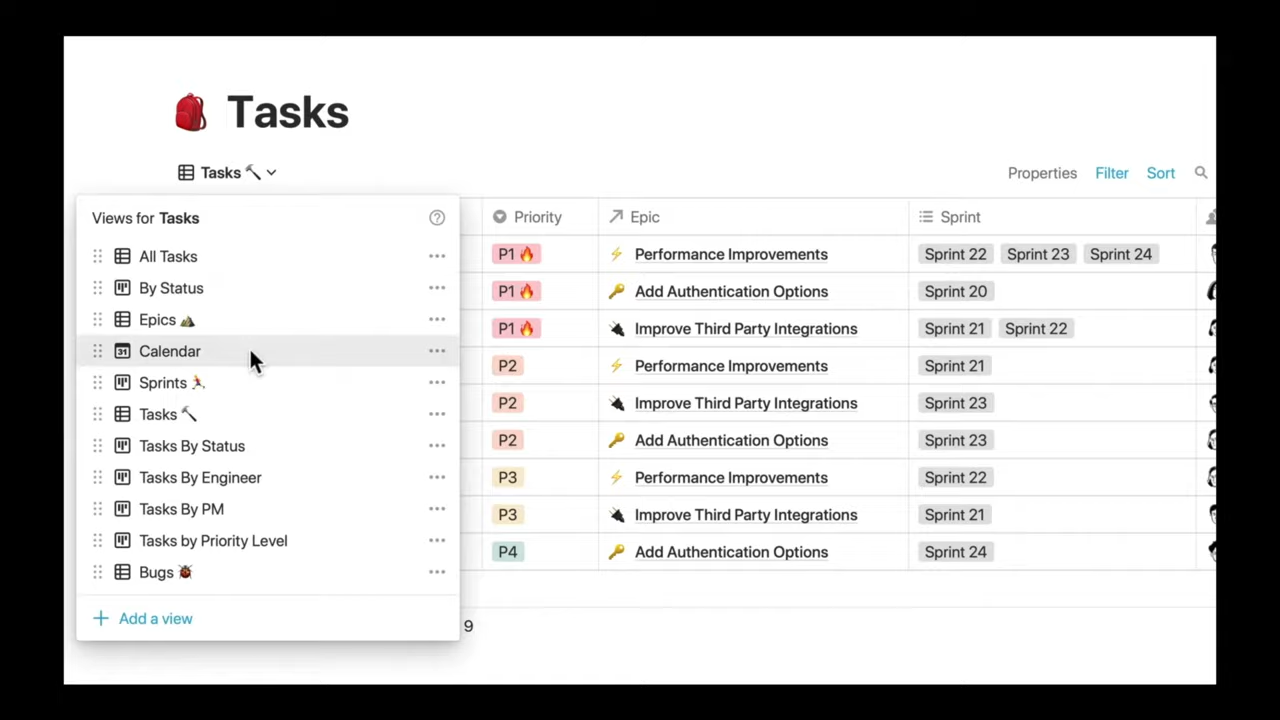 Tasks
Tasks
Properties Filter Sort
Views for Tasks
All Tasks
By Status
Epics
31 Calendar
Sprints
Tasks
Tasks By Status
Tasks By Engineer
Tasks By PM
Tasks by Priority Level
Bugs
+ Add a view
Priority Epic Sprint
P1 Performance Improvements Sprint 22 Sprint 23 Sprint 24
P1 Add Authentication Options Sprint 20
P1 Improve Third Party Integrations Sprint 21 Sprint 22
P2 Performance Improvements Sprint 21
P2 Improve Third Party Integrations Sprint 23
P2 Add Authentication Options Sprint 23
P3 Performance Improvements Sprint 22
P3 Improve Third Party Integrations Sprint 21
P4 Add Authentication Options Sprint 24
9